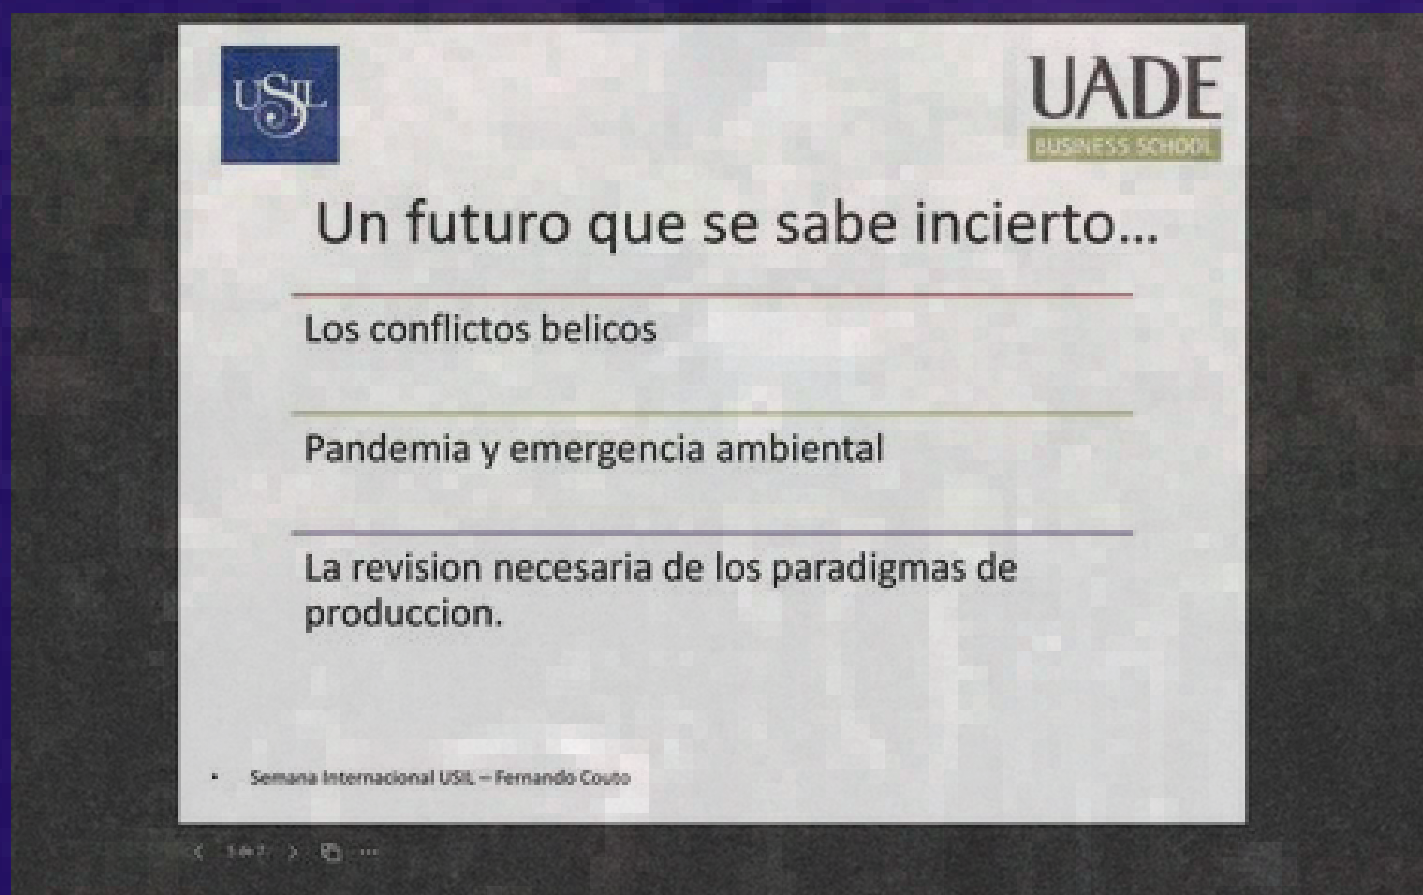 USIL
UADE
BUSINESS SCHOOL
Un futuro que se sabe incierto...
Los conflictos belicos
Pandemia y emergencia ambiental
La revision necesaria de los paradigmas de
produccion.
• Semana Internacional USIL – Fernando Couto